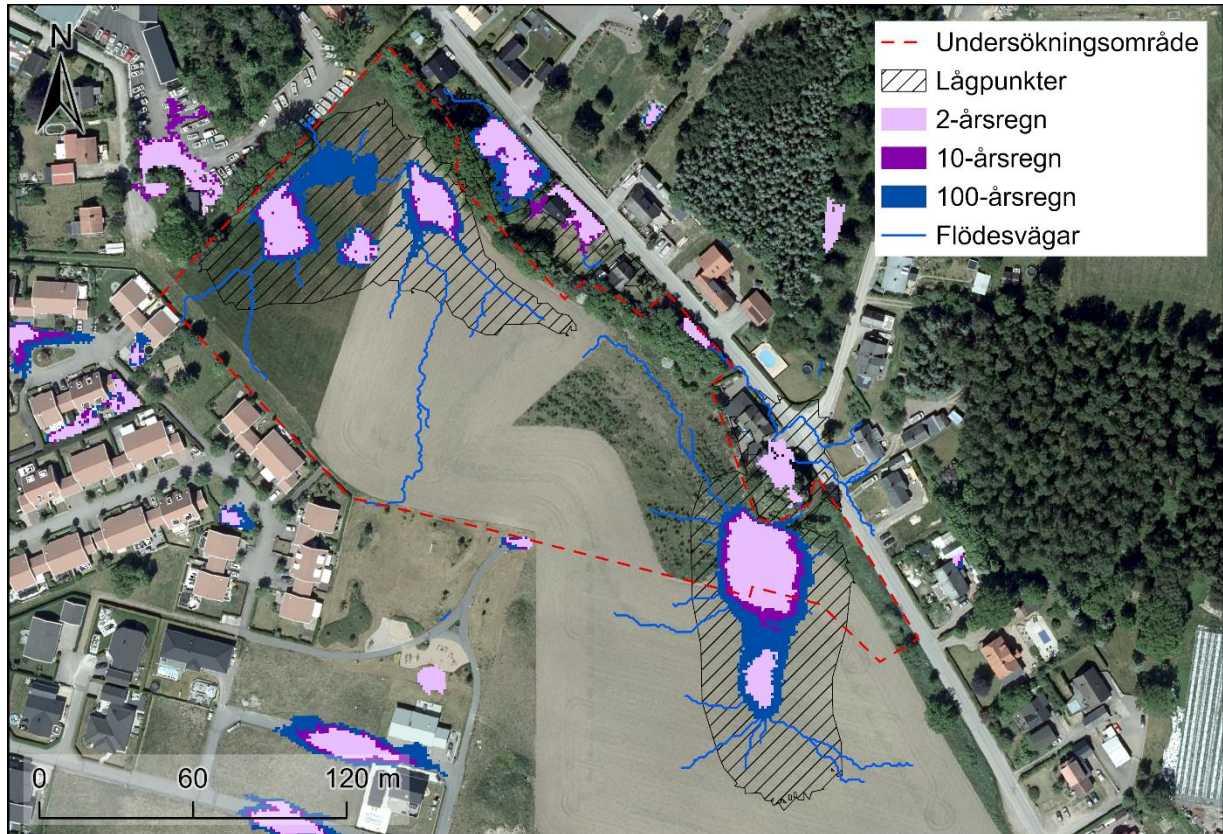 N
Undersökningsområde
Lågpunkter
2-årsregn
10-årsregn
100-årsregn
Flödesvägar
0 60 120 m